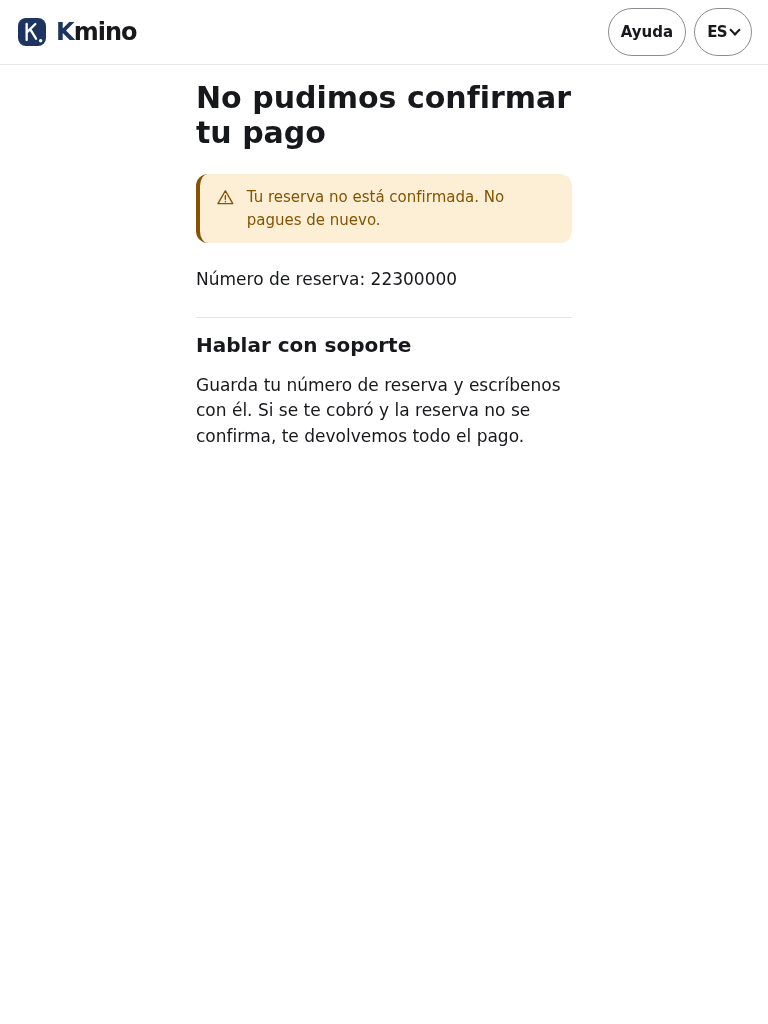 Kmino
Ayuda
ES
No pudimos confirmar
tu pago
Tu reserva no está confirmada. No
pagues de nuevo.
Número de reserva: 22300000
Hablar con soporte
Guarda tu número de reserva y escríbenos
con él. Si se te cobró y la reserva no se
confirma, te devolvemos todo el pago.